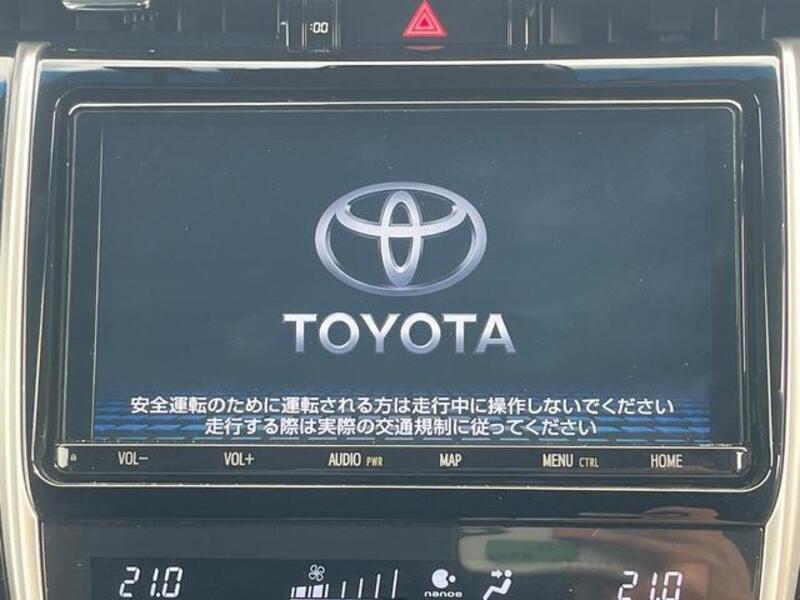 :00
TOYOTA
安全運転のために運転される方は走行中に操作しないでください
走行する際は実際の交通規制に従ってください
VOL− VOL+ AUDIO PWR MAP MENU CTRL HOME
21.0 nanoe 21.0